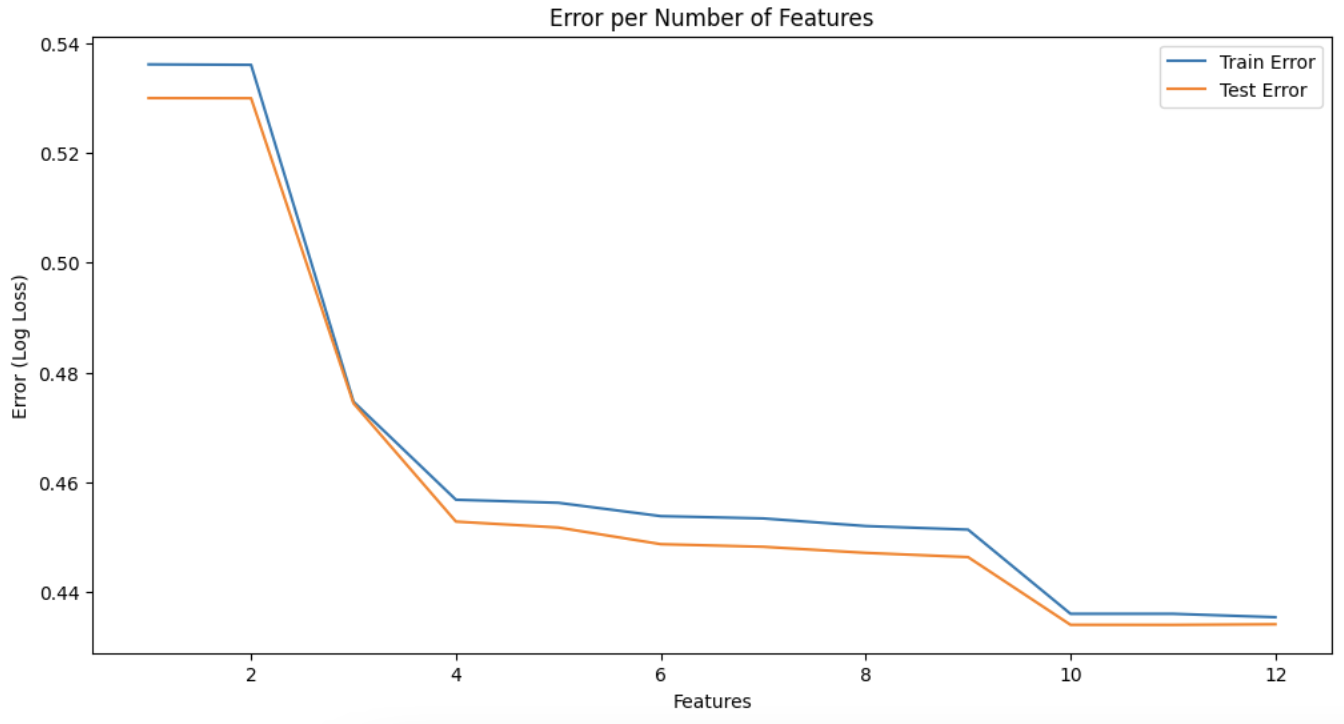 Error per Number of Features
Train Error
Test Error
Error (Log Loss)
0.54
0.52
0.50
0.48
0.46
0.44
2 4 6 8 10 12
Features